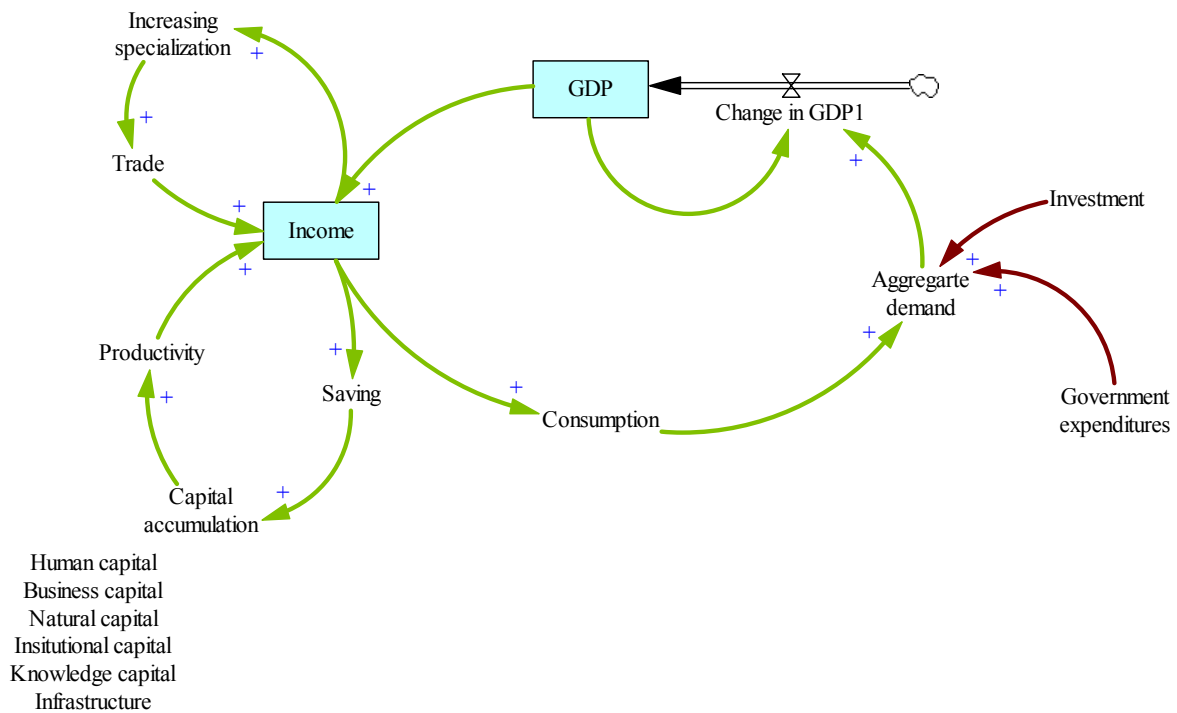 Increasing
specialization
+
GDP
Change in GDP1
+
Trade
+
+
+
Income
Investment
+
+
+
Aggregarte
demand
+
+
Productivity
+
Saving
+
+
Consumption
Government
expenditures
+
Capital
accumulation
Human capital
Business capital
Natural capital
Insitutional capital
Knowledge capital
Infrastructure